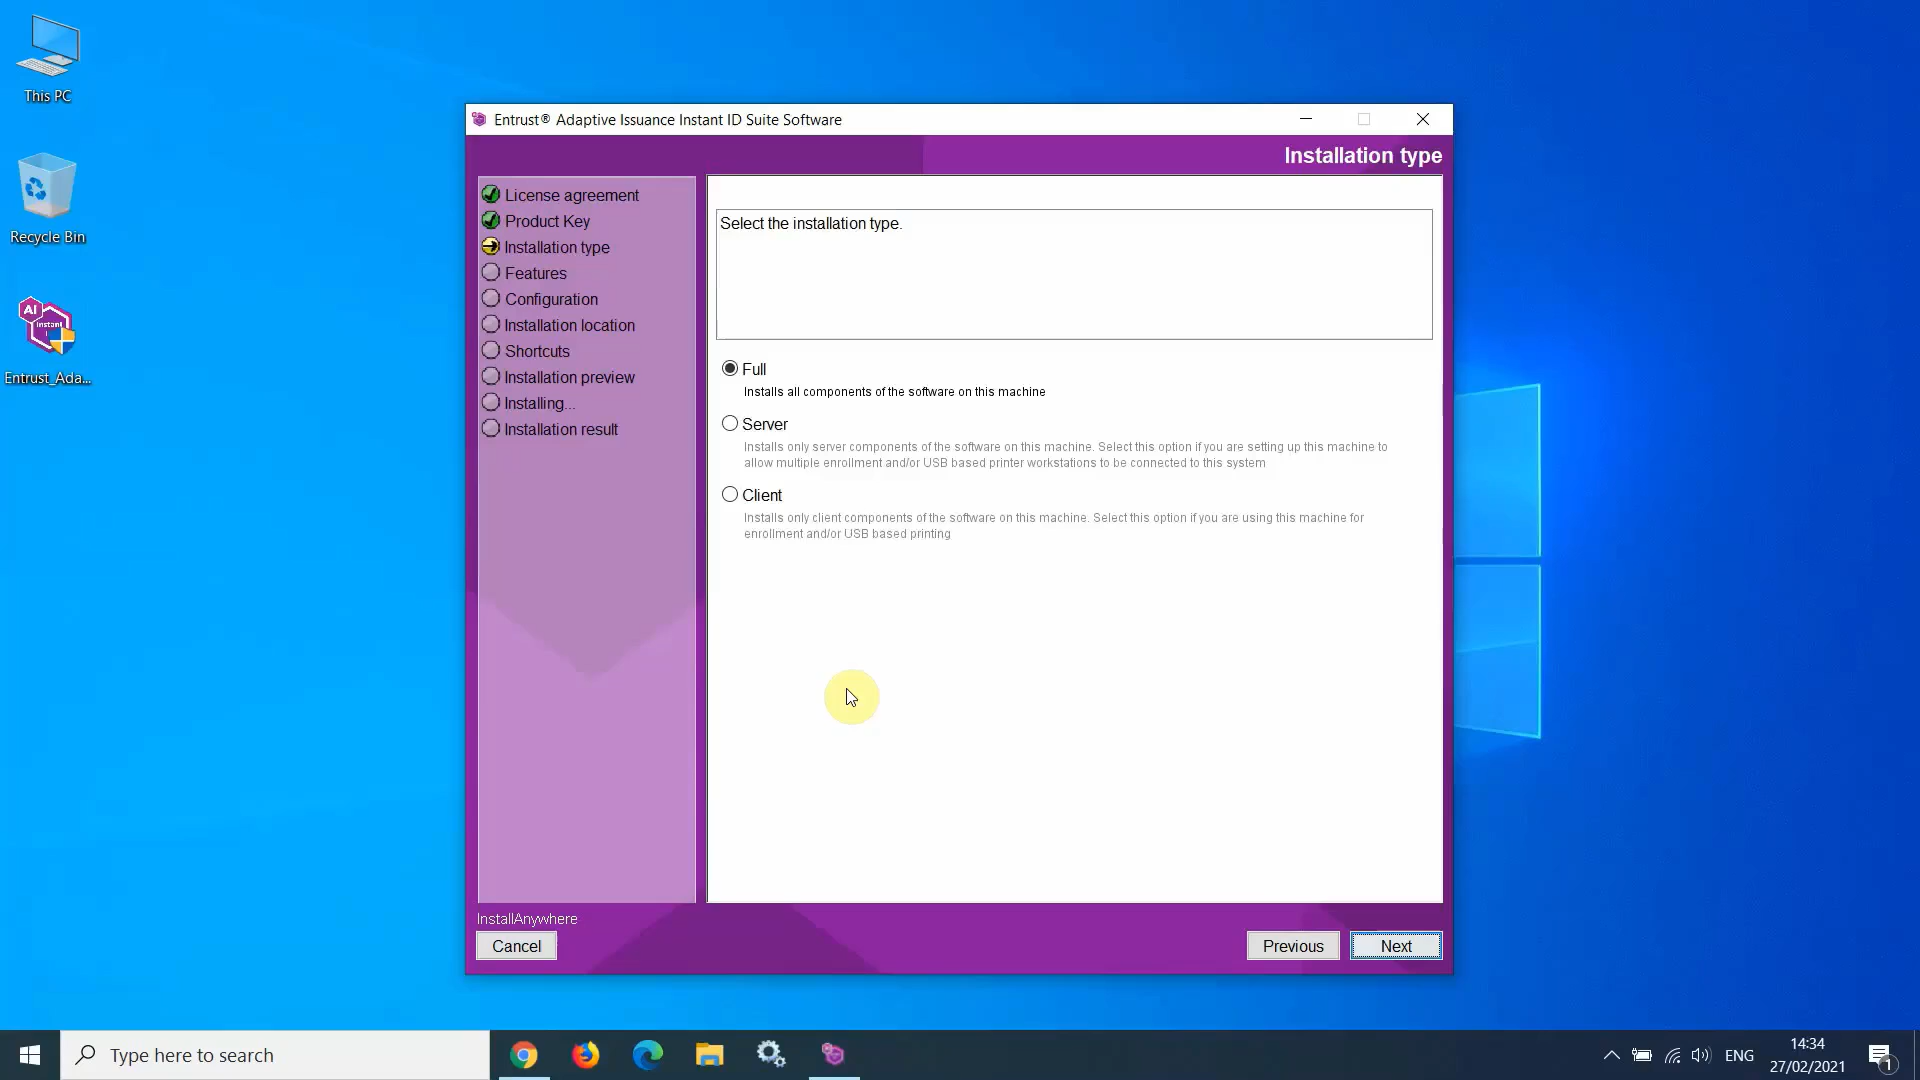 This PC
Recycle Bin
AI
Instant
Entrust_Ada...
Entrust® Adaptive Issuance Instant ID Suite Software
Installation type
License agreement
Product Key
Installation type
Features
Configuration
Installation location
Shortcuts
Installation preview
Installing...
Installation result
Select the installation type.
Full
Installs all components of the software on this machine
Server
Installs only server components of the software on this machine. Select this option if you are setting up this machine to
allow multiple enrollment and/or USB based printer workstations to be connected to this system
Client
Installs only client components of the software on this machine. Select this option if you are using this machine for
enrollment and/or USB based printing
InstallAnywhere
Cancel
Previous
Next
Type here to search
ENG
14:34
27/02/2021
1